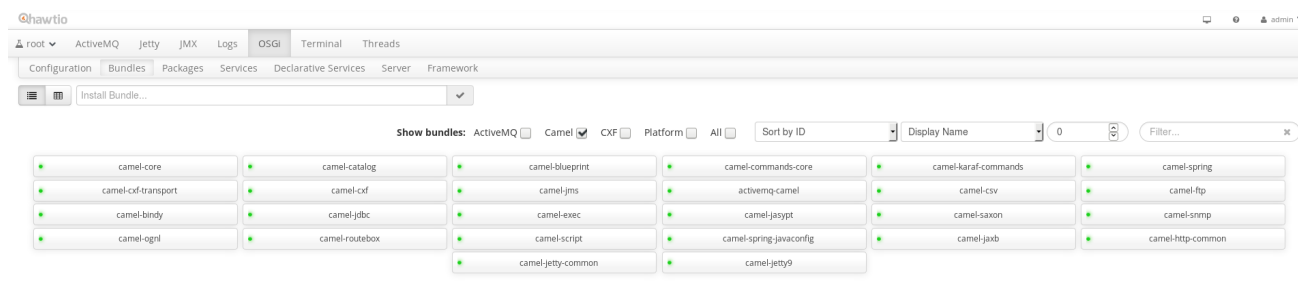 hawtio
admin
root ActiveMQ Jetty JMX Logs OSGi Terminal Threads
Configuration Bundles Packages Services Declarative Services Server Framework
Install Bundle...
Show bundles: ActiveMQ Camel CXF Platform All Sort by ID Display Name 0 Filter...
camel-core camel-catalog camel-blueprint camel-commands-core camel-karaf-commands camel-spring
camel-cxf-transport camel-cxf camel-jms activemq-camel camel-csv camel-ftp
camel-bindy camel-jdbc camel-exec camel-jasypt camel-saxon camel-snmp
camel-ognl camel-routebox camel-script camel-spring-javaconfig camel-jaxb camel-http-common
camel-jetty-common camel-jetty9